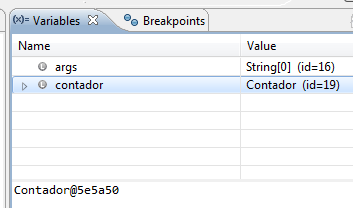 (x)= Variables Breakpoints
Name Value
args String[0] (id=16)
contador Contador (id=19)
Contador@5e5a50